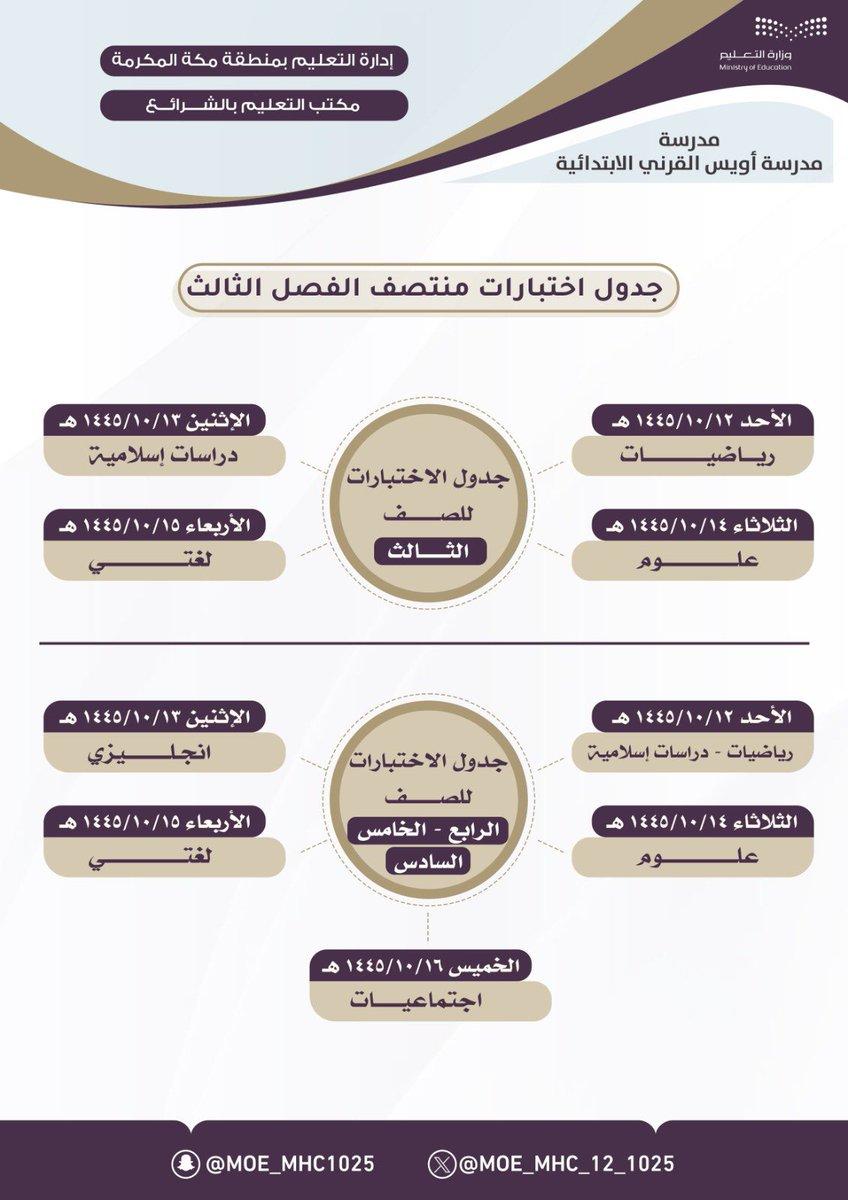 إدارة التعليم بمنطقة مكة المكرمة
مكتب التعليم بالشرائع
وزارة التعليم
Ministry of Education
مدرسة
مدرسة أويس القرني الابتدائية
جدول اختبارات منتصف الفصل الثالث
جدول الاختبارات
للصف
الثالث
الأحد ١٤٤٥/١٠/١٢ هـ
رياضيات
الإثنين ١٤٤٥/١٠/١٣ هـ
دراسات إسلامية
الثلاثاء ١٤٤٥/١٠/١٤ هـ
علوم
الأربعاء ١٤٤٥/١٠/١٥ هـ
لغتي
جدول الاختبارات
للصف
الرابع - الخامس
السادس
الأحد ١٤٤٥/١٠/١٢ هـ
رياضيات - دراسات إسلامية
الإثنين ١٤٤٥/١٠/١٣ هـ
انجليزي
الثلاثاء ١٤٤٥/١٠/١٤ هـ
علوم
الأربعاء ١٤٤٥/١٠/١٥ هـ
لغتي
الخميس ١٤٤٥/١٠/١٦ هـ
اجتماعيات
@MOE_MHC1025
@MOE_MHC_12_1025